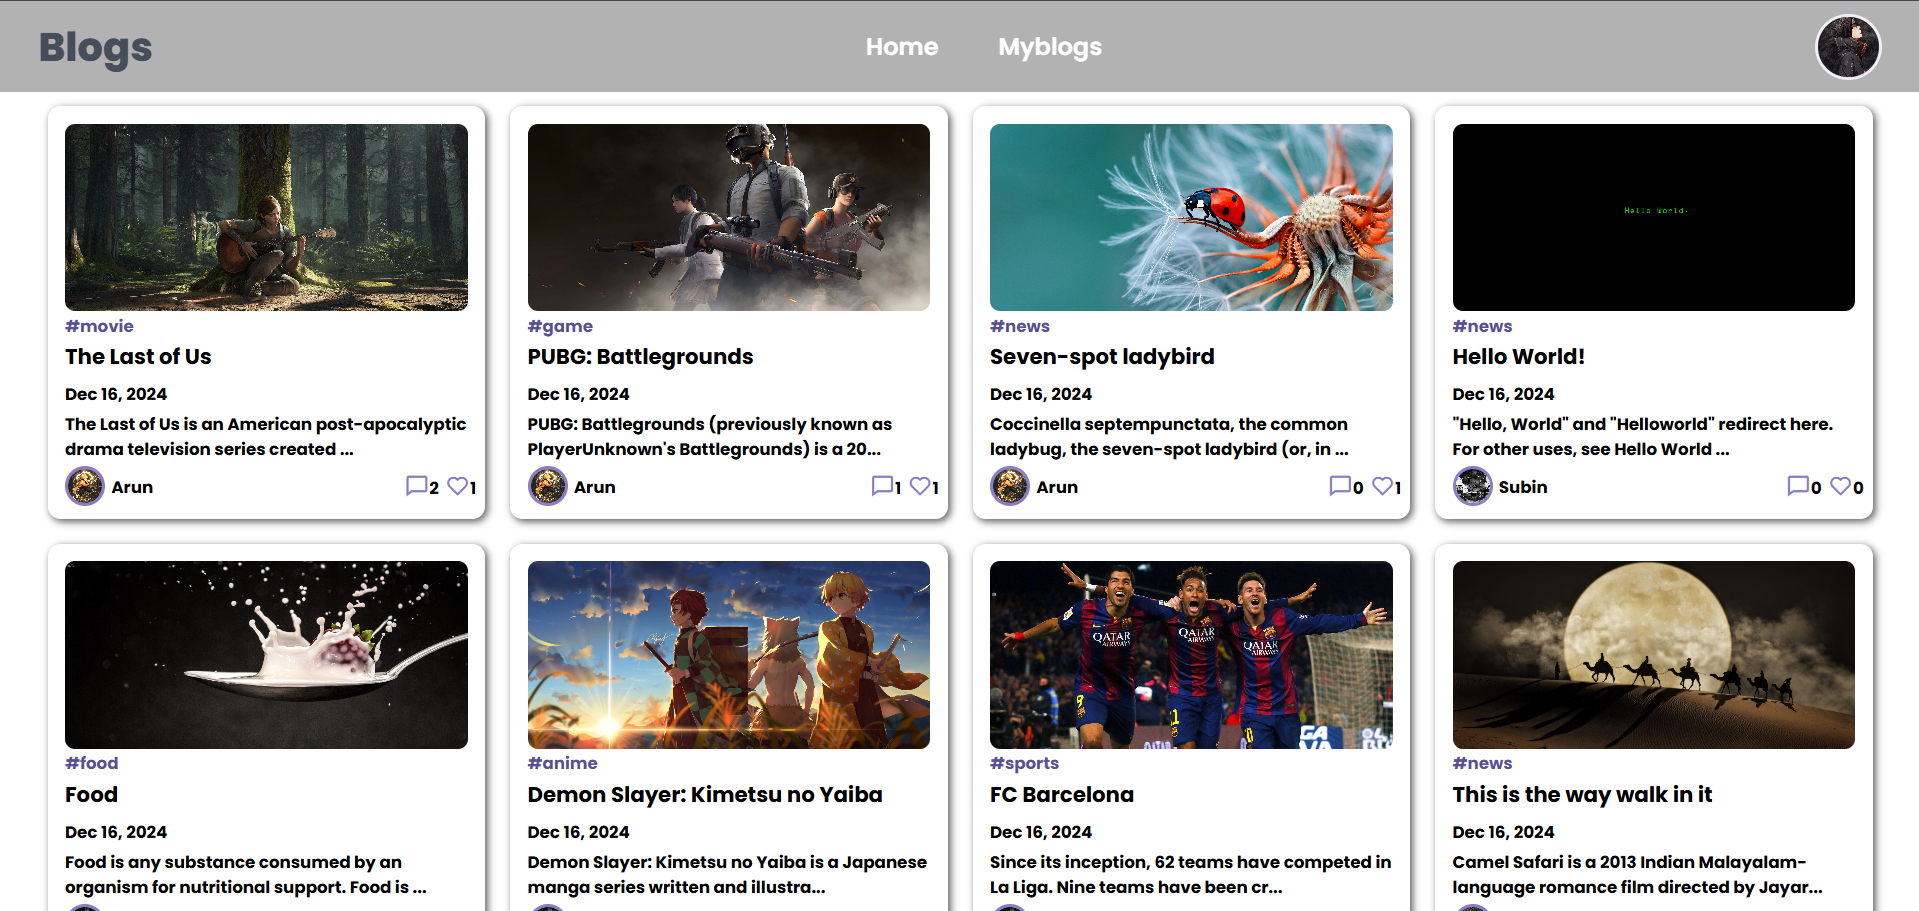 Blogs
Home
Myblogs
#movie
The Last of Us
Dec 16, 2024
The Last of Us is an American post-apocalyptic
drama television series created ...
Arun
2
1
#game
PUBG: Battlegrounds
Dec 16, 2024
PUBG: Battlegrounds (previously known as
PlayerUnknown's Battlegrounds) is a 20...
Arun
1
1
#news
Seven-spot ladybird
Dec 16, 2024
Coccinella septempunctata, the common
ladybug, the seven-spot ladybird (or, in ...
Arun
0
1
Hello World
#news
Hello World!
Dec 16, 2024
"Hello, World" and "Helloworld" redirect here.
For other uses, see Hello World ...
Subin
0
0
#food
Food
Dec 16, 2024
Food is any substance consumed by an
organism for nutritional support. Food is ...
#anime
Demon Slayer: Kimetsu no Yaiba
Dec 16, 2024
Demon Slayer: Kimetsu no Yaiba is a Japanese
manga series written and illustra...
QATAR
AIRWAYS
QATAR
AIRWAYS
QATAR
AIRWAYS
9
11
10
#sports
FC Barcelona
Dec 16, 2024
Since its inception, 62 teams have competed in
La Liga. Nine teams have been cr...
#news
This is the way walk in it
Dec 16, 2024
Camel Safari is a 2013 Indian Malayalam-
language romance film directed by Jayar...